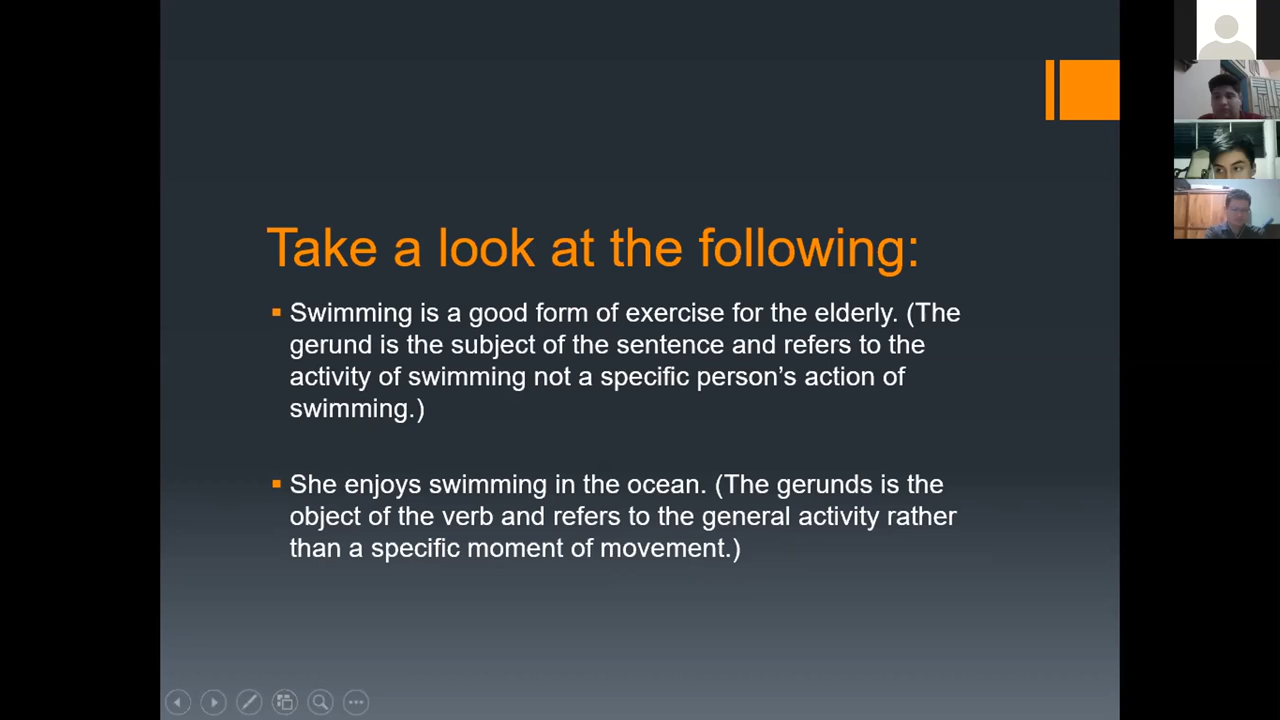 Take a look at the following:
Swimming is a good form of exercise for the elderly. (The
gerund is the subject of the sentence and refers to the
activity of swimming not a specific person’s action of
swimming.)
She enjoys swimming in the ocean. (The gerunds is the
object of the verb and refers to the general activity rather
than a specific moment of movement.)